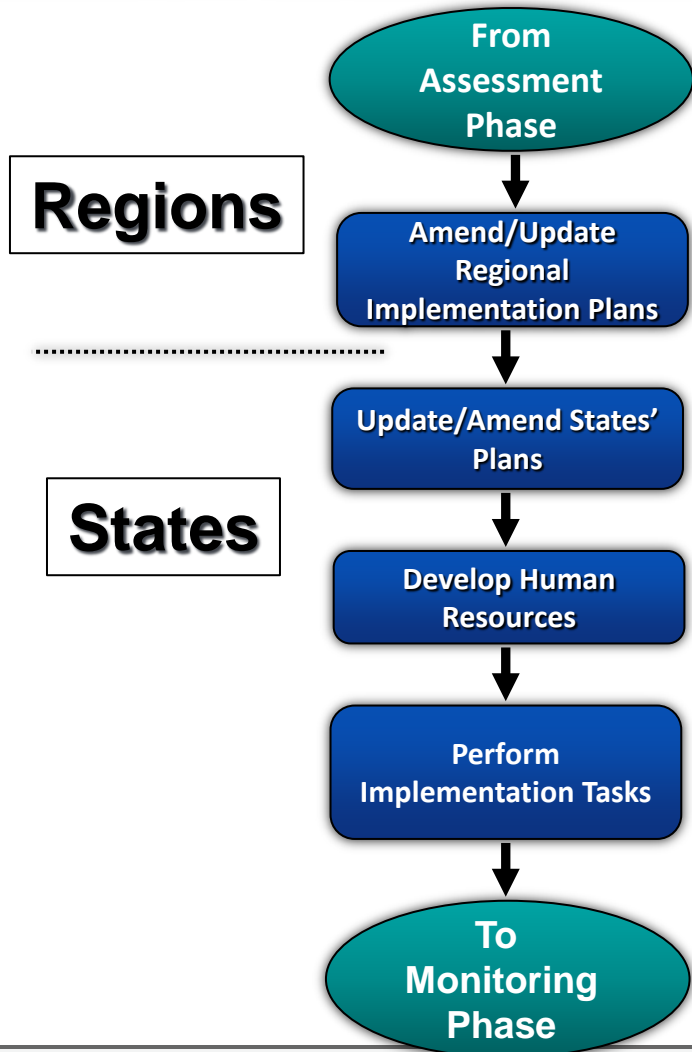 From
Assessment
Phase
Regions
Amend/Update
Regional
Implementation Plans
Update/Amend States’
Plans
States
Develop Human
Resources
Perform
Implementation Tasks
To
Monitoring
Phase